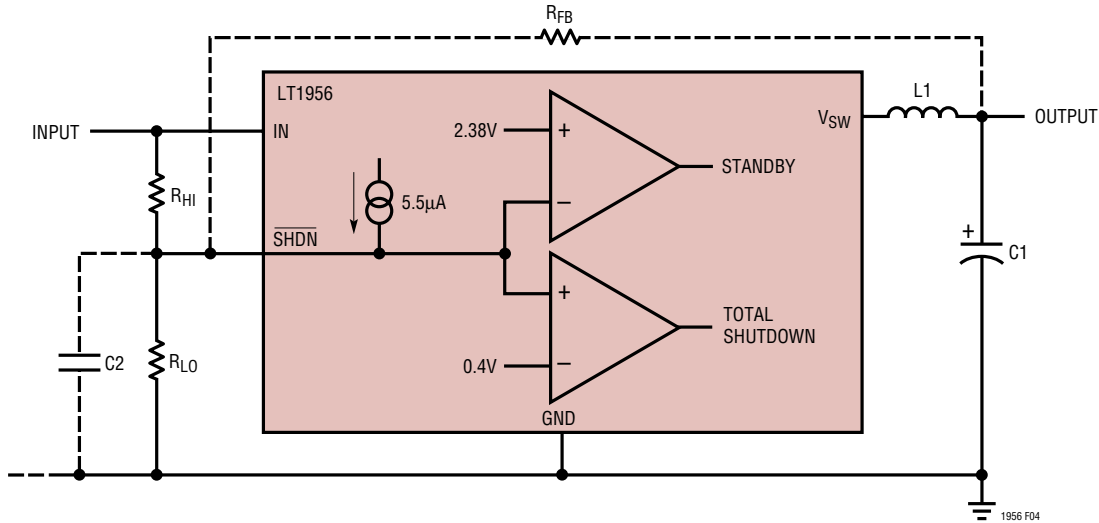 RFB
LT1956
L1
INPUT
IN
2.38V
+
VSW
OUTPUT
STANDBY
RHI
5.5µA
–
+
SHDN
C1
+
TOTAL
SHUTDOWN
C2
RLO
0.4V
–
GND
1956 F04